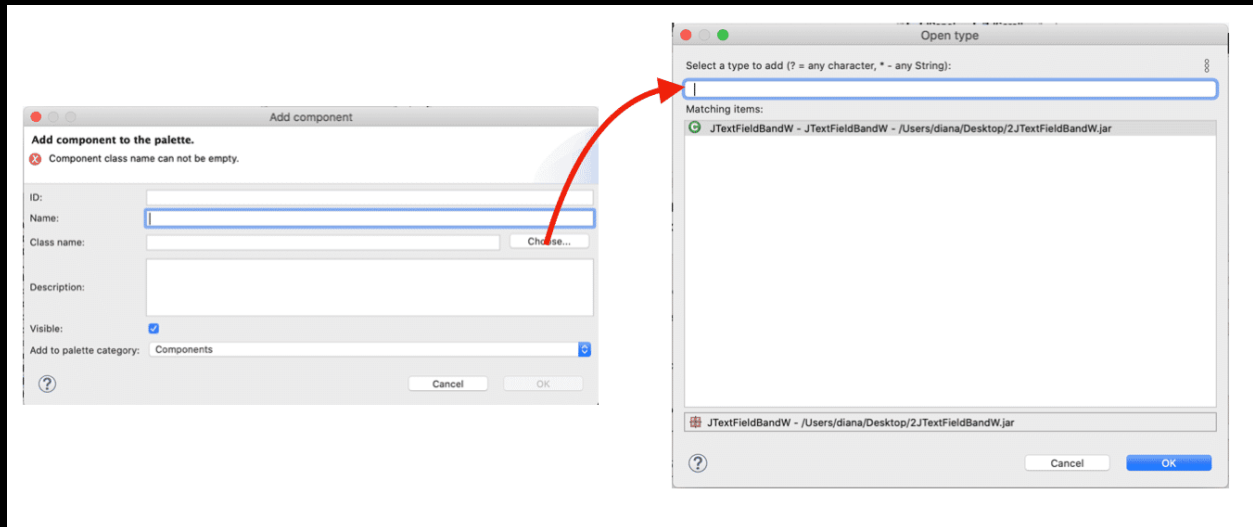 Add component
Add component to the palette.
Component class name can not be empty.
ID:
Name:
Class name:
Choose...
Description:
Visible:
Add to palette category:
Components
?
Cancel
OK
Open type
Select a type to add (? = any character, * - any String):
Matching items:
C JTextFieldBandW - JTextFieldBandW - /Users/diana/Desktop/2JTextFieldBandW.jar
JTextFieldBandW - /Users/diana/Desktop/2JTextFieldBandW.jar
?
Cancel
OK